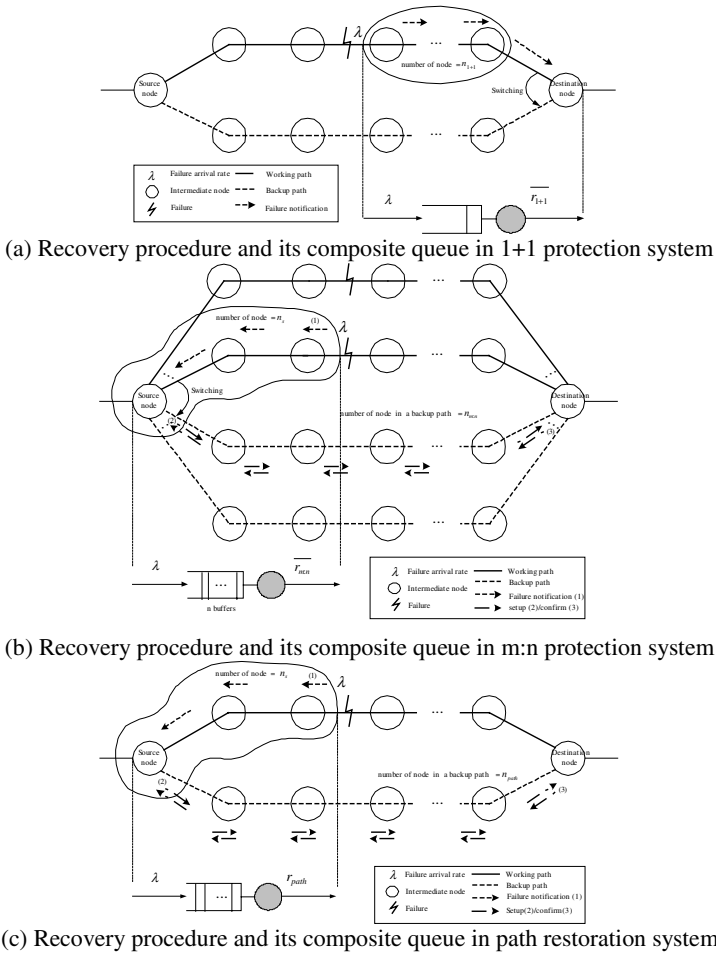 λ
...
number of node = n1+1
Source
node
Destination
node
Switching
...
λ Failure arrival rate Working path
Intermediate node Backup path
Failure Failure notification
λ
r1+1
(a) Recovery procedure and its composite queue in 1+1 protection system
...
number of node = ns
(1)
λ
...
Source
node
Switching
Destination
node
number of node in a backup path = nm:n
(2)
(3)
...
...
λ
rm:n
...
n buffers
λ Failure arrival rate Working path
Intermediate node Backup path
Failure Failure notification (1)
setup (2)/confirm (3)
(b) Recovery procedure and its composite queue in m:n protection system
number of node = ns
(1)
λ
...
Source
node
Destination
node
number of node in a backup path = npath
(2)
(3)
...
λ
rpath
...
λ Failure arrival rate Working path
Intermediate node Backup path
Failure notification (1)
Failure Setup(2)/confirm(3)
(c) Recovery procedure and its composite queue in path restoration system